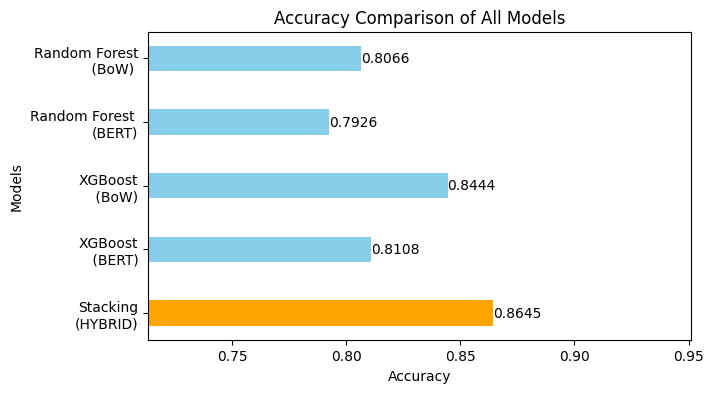 Accuracy Comparison of All Models
Random Forest
(BoW)
0.8066
Random Forest
(BERT)
0.7926
XGBoost
(BoW)
0.8444
XGBoost
(BERT)
0.8108
Stacking
(HYBRID)
0.8645
Models
0.75 0.80 0.85 0.90 0.95
Accuracy